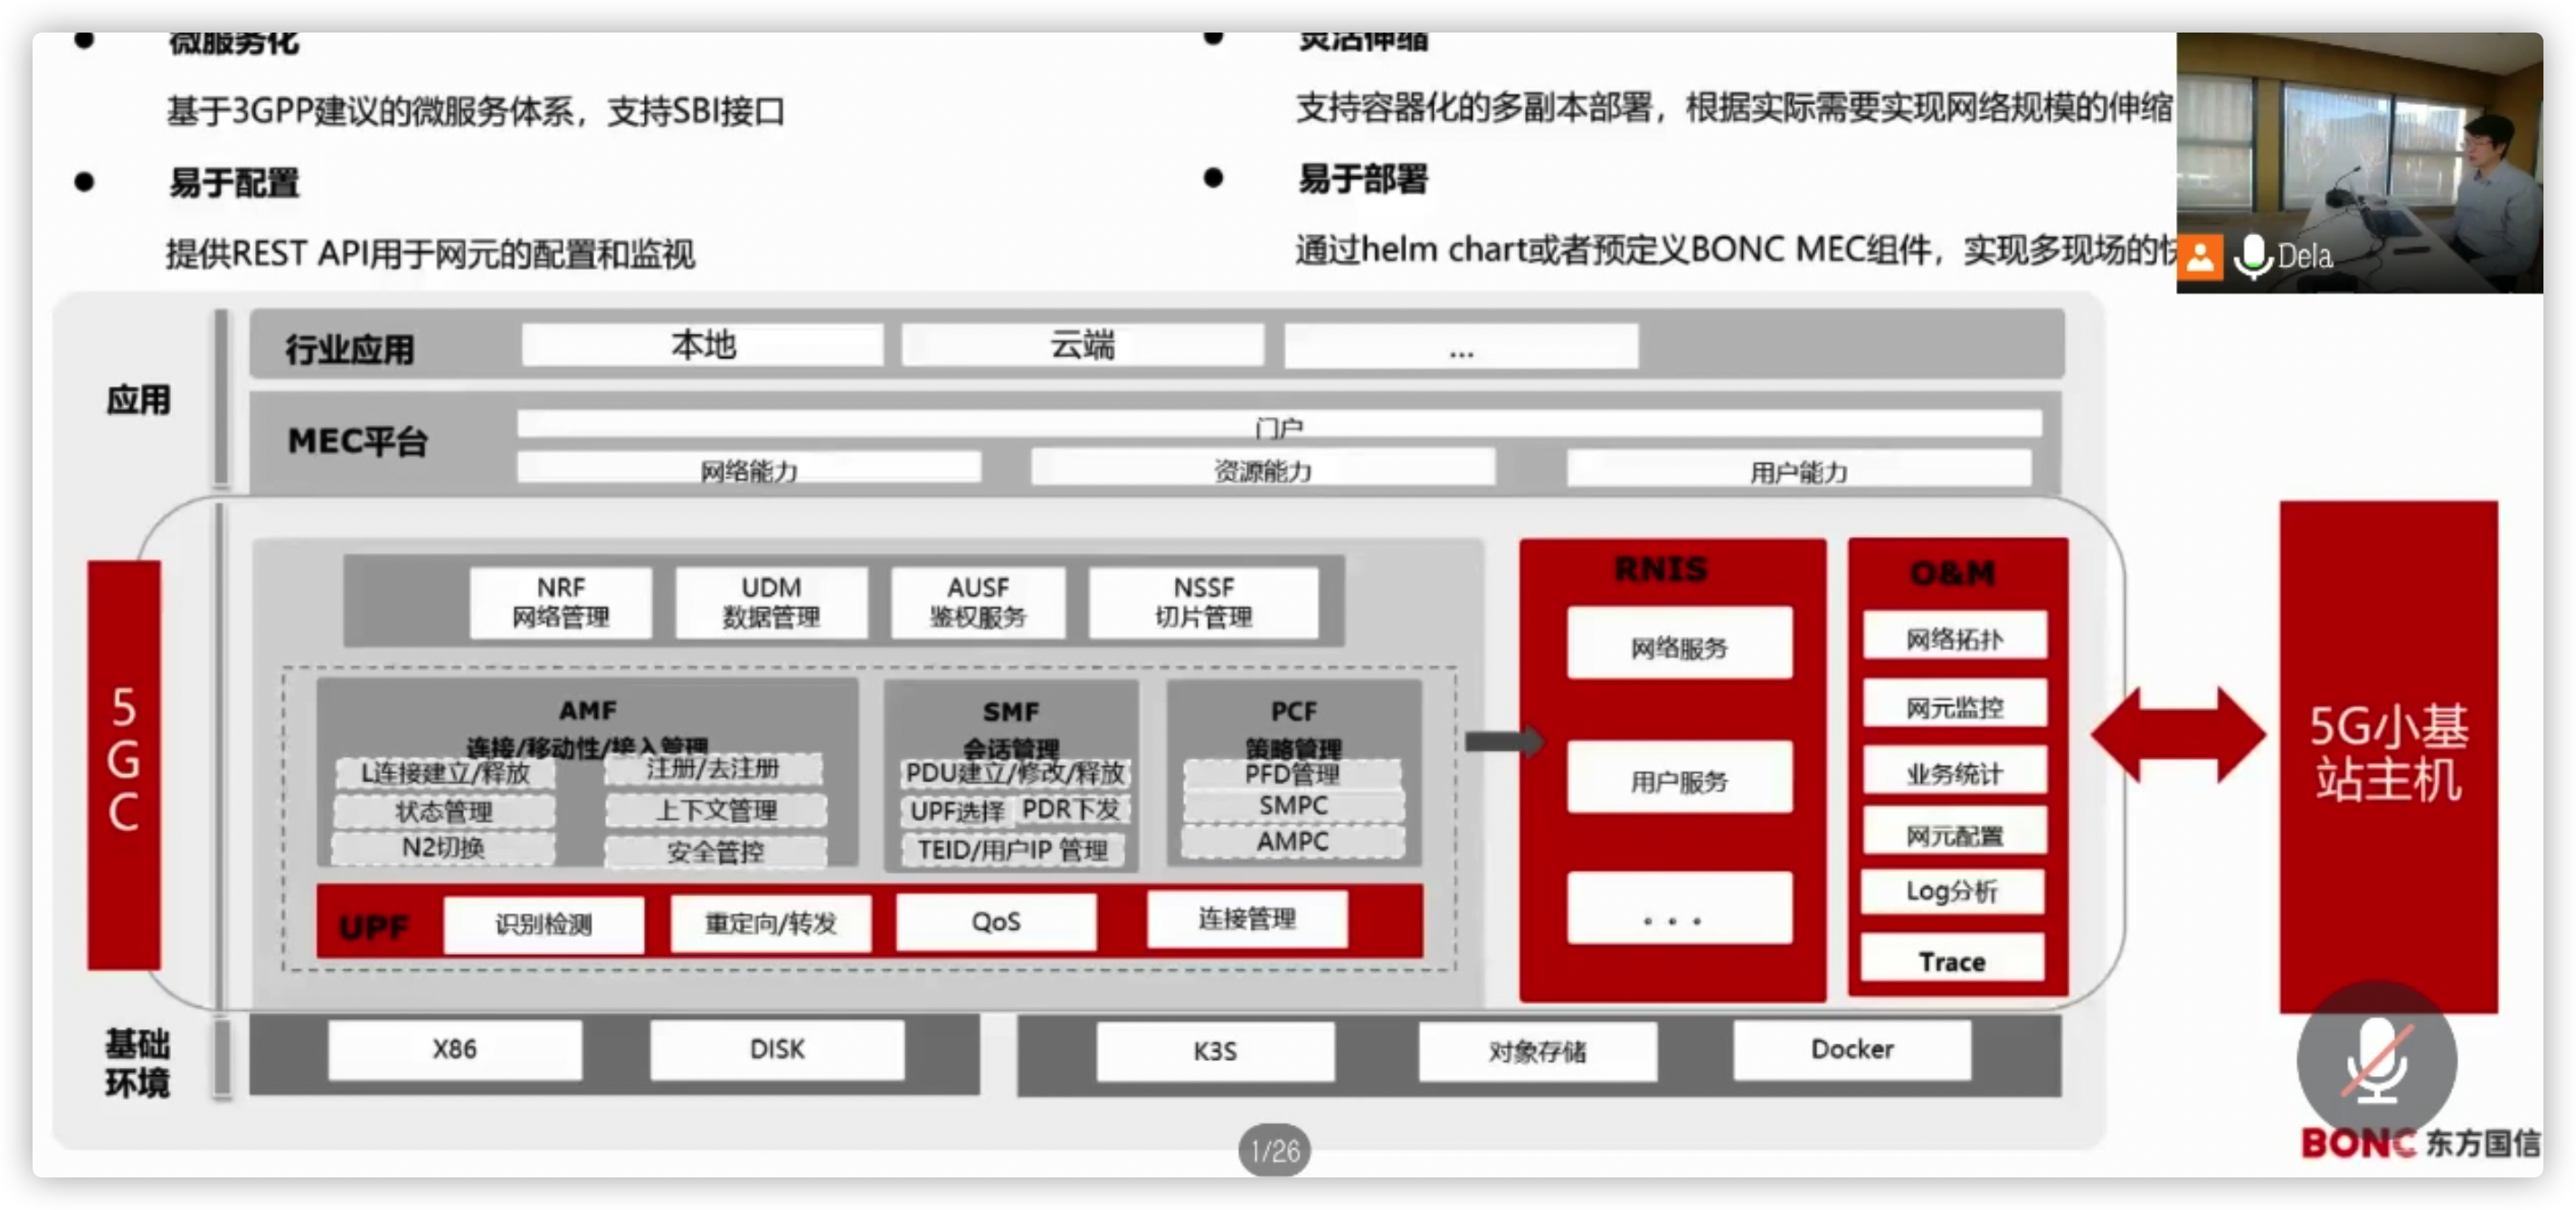 微服务化
基于3GPP建议的微服务体系，支持SBI接口
易于配置
提供REST API用于网元的配置和监视
灵活伸缩
支持容器化的多副本部署，根据实际需要实现网络规模的伸缩
易于部署
通过helm chart或者预定义BONC MEC组件，实现多现场的
Dela
应用
行业应用
本地
云端
...
MEC平台
门户
网络能力
资源能力
用户能力
5
G
C
NRF
网络管理
UDM
数据管理
AUSF
鉴权服务
NSSF
切片管理
AMF
连接/移动性/接入管理
L连接建立/释放
注册/去注册
状态管理
上下文管理
N2切换
安全管控
SMF
会话管理
PDU建立/修改/释放
UPF选择
PDR下发
TEID/用户IP 管理
PCF
策略管理
PFD管理
SMPC
AMPC
UPF
识别检测
重定向/转发
QoS
连接管理
RNIS
网络服务
用户服务
...
O&M
网络拓扑
网元监控
业务统计
网元配置
Log分析
Trace
5G小基
站主机
基础
环境
X86
DISK
K3S
对象存储
Docker
1/26
BONC 东方国信